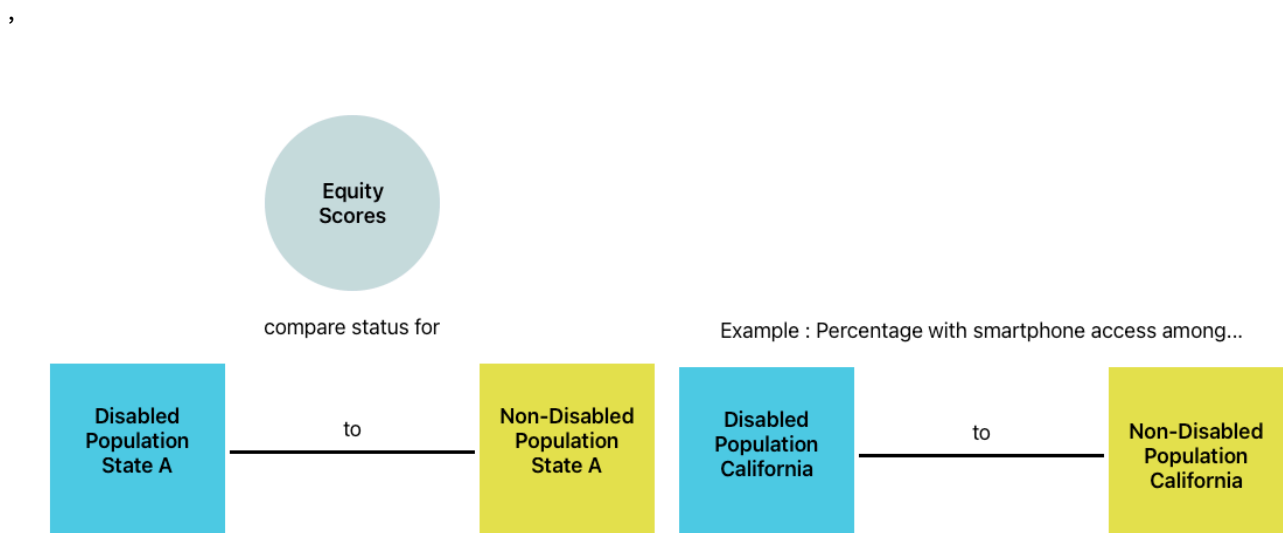 ,
Equity
Scores
compare status for
Example : Percentage with smartphone access among...
Disabled
Population
State A
to
Non-Disabled
Population
State A
Disabled
Population
California
to
Non-Disabled
Population
California